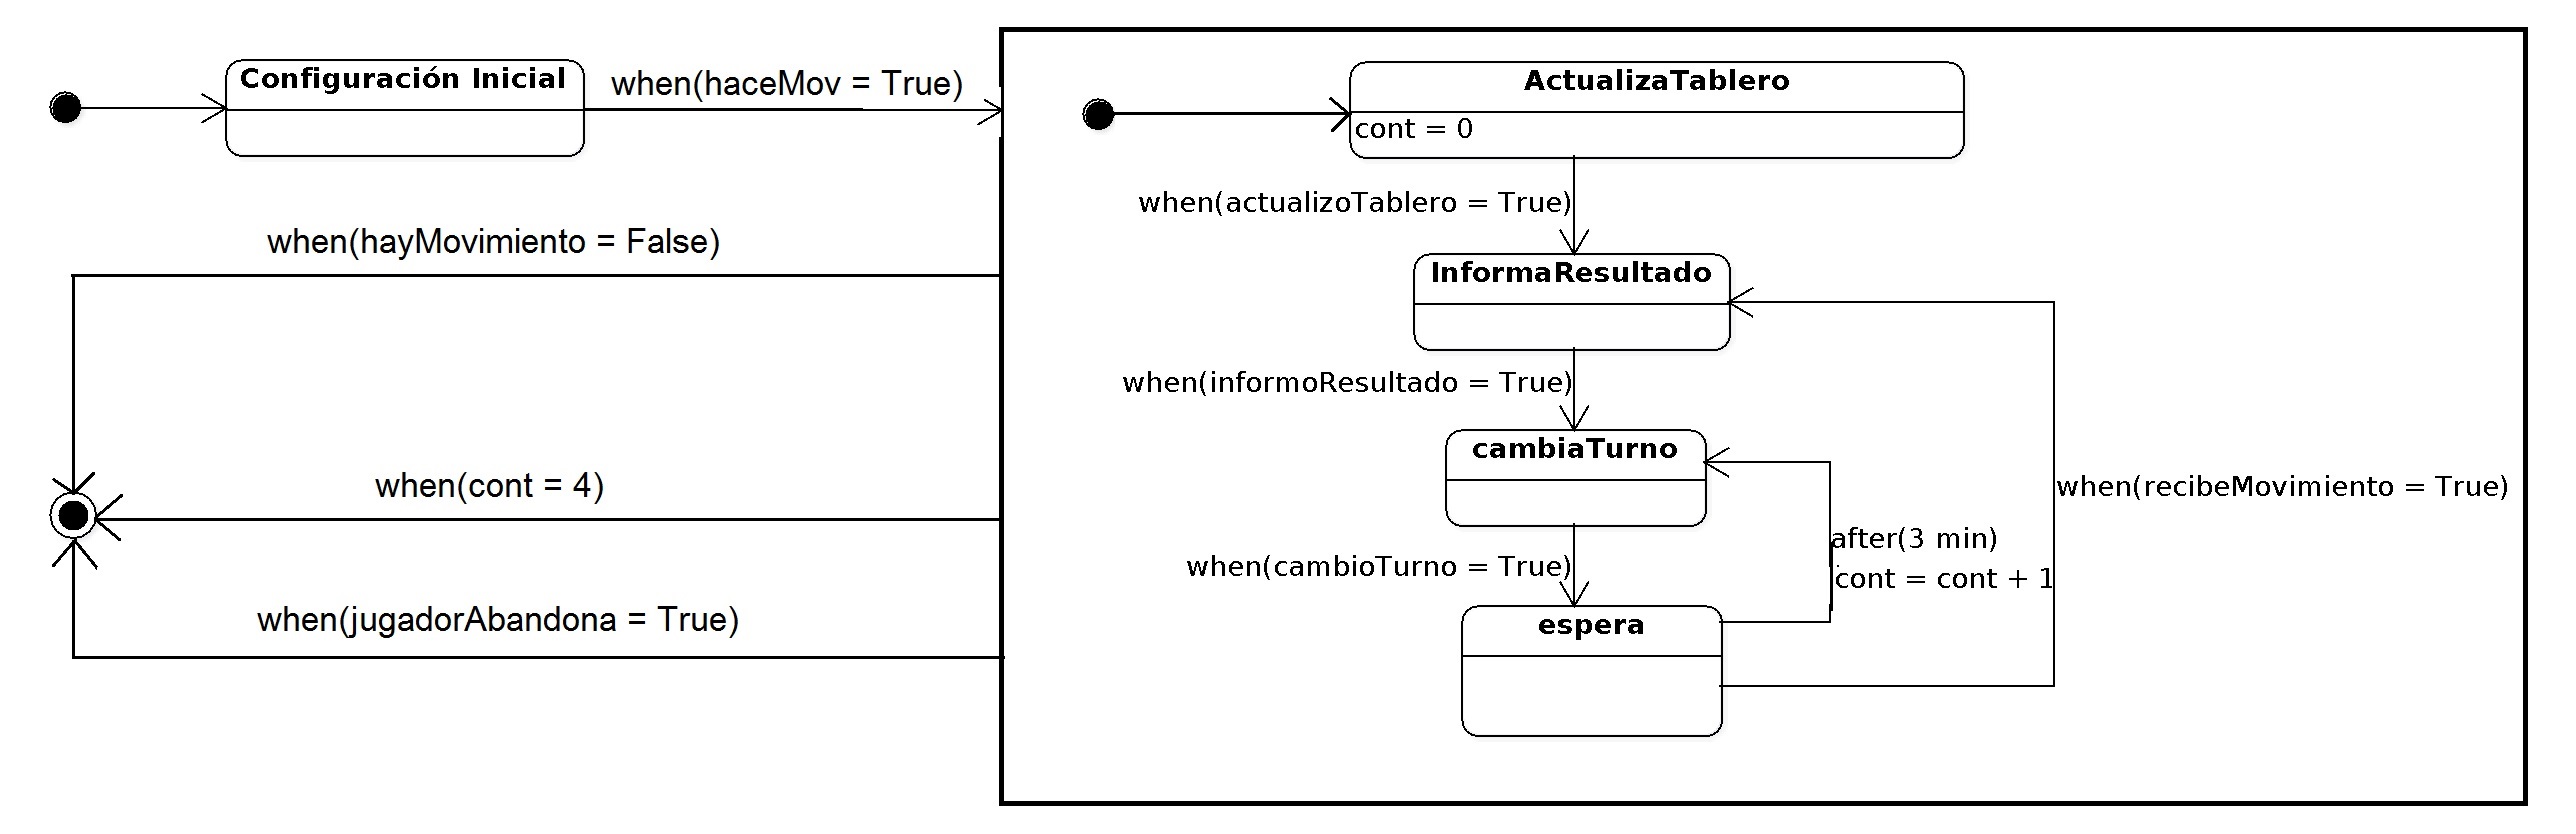 Configuración Inicial
when(haceMov = True)
ActualizaTablero
cont = 0
when(actualizoTablero = True)
when(hayMovimiento = False)
InformaResultado
when(informoResultado = True)
cambiaTurno
when(cont = 4)
when(recibeMovimiento = True)
after(3 min)
when(cambioTurno = True)
cont = cont + 1
when(jugadorAbandona = True)
espera